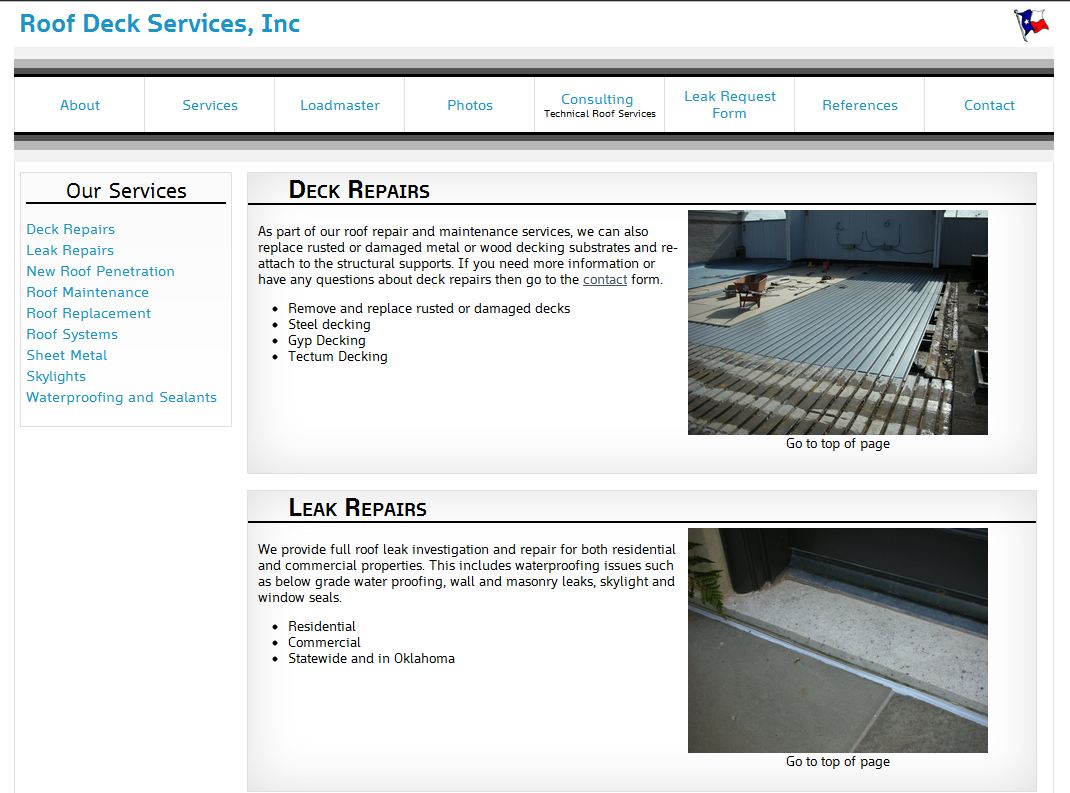 Roof Deck Services, Inc
About
Services
Loadmaster
Photos
Consulting
Technical Roof Services
Leak Request
Form
References
Contact
Our Services
Deck Repairs
Leak Repairs
New Roof Penetration
Roof Maintenance
Roof Replacement
Roof Systems
Sheet Metal
Skylights
Waterproofing and Sealants
Deck Repairs
As part of our roof repair and maintenance services, we can also
replace rusted or damaged metal or wood decking substrates and re-
attach to the structural supports. If you need more information or
have any questions about deck repairs then go to the contact form.
• Remove and replace rusted or damaged decks
• Steel decking
• Gyp Decking
• Tectum Decking
Go to top of page
Leak Repairs
We provide full roof leak investigation and repair for both residential
and commercial properties. This includes waterproofing issues such
as below grade water proofing, wall and masonry leaks, skylight and
window seals.
• Residential
• Commercial
• Statewide and in Oklahoma
Go to top of page